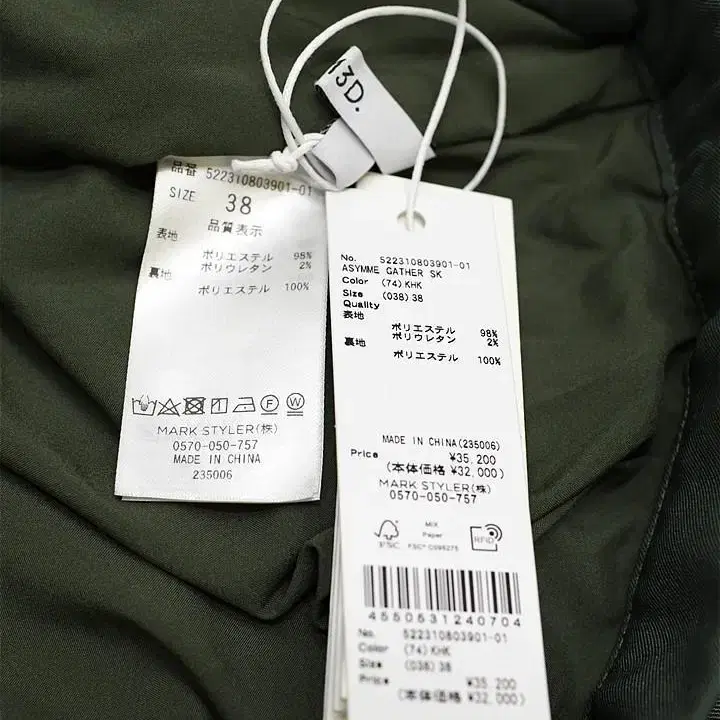 13D.
品番 522310803901-01
SIZE 38
品質表示
表地
ポリエステル 98%
ポリウレタン 2%
裏地
ポリエステル 100%
MARK STYLER(株)
0570-050-757
MADE IN CHINA
235006
No. 522310803901-01
ASYMME GATHER SK
Color (74) KHK
Size (038) 38
Quality
表地
ポリエステル 98%
ポリウレタン 2%
裏地
ポリエステル 100%
MADE IN CHINA(235006)
Price ¥35,200
(本体価格 ¥32,000)
MARK STYLER(株)
0570-050-757
FSC
MIX
Paper
FSC® C098275
RFID
4550531240704
No. 522310803901-01
Color (74) KHK
Size (038) 38
Price ¥35,200
(本体価格 ¥32,000)